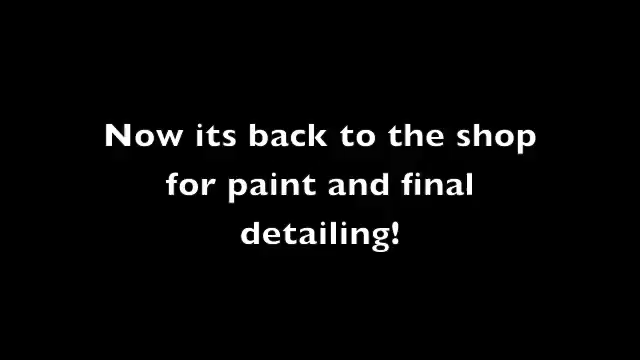 Now its back to the shop
for paint and final
detailing!